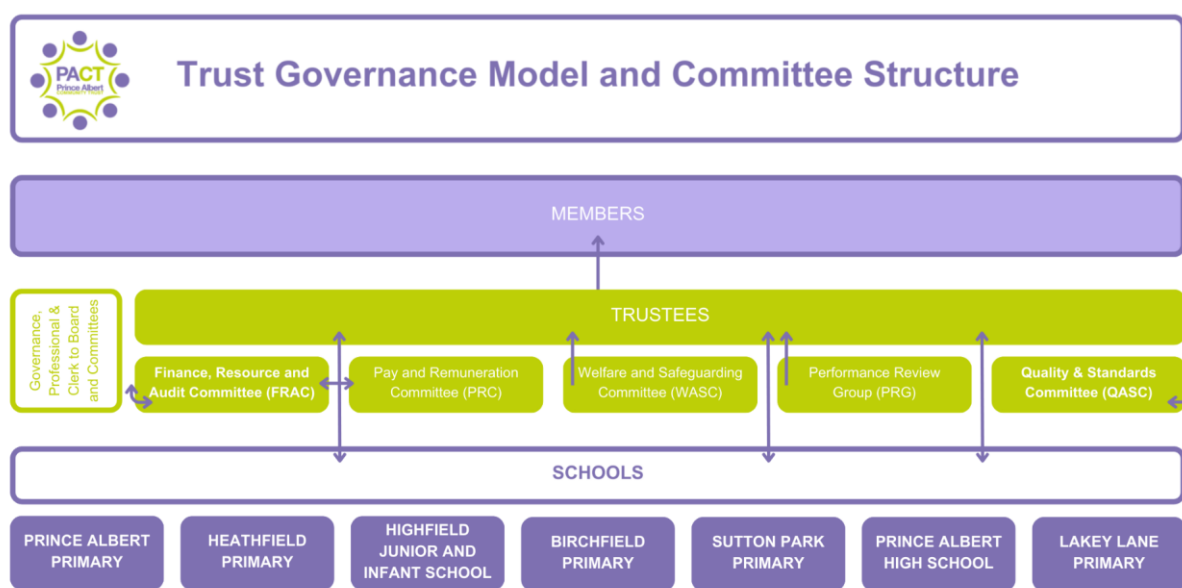 PACT
Prince Albert
COMMUNITY TRUST
Trust Governance Model and Committee Structure
MEMBERS
Governance,
Professional &
Clerk to Board
and Committees
TRUSTEES
Finance, Resource and
Audit Committee (FRAC)
Pay and Remuneration
Committee (PRC)
Welfare and Safeguarding
Committee (WASC)
Performance Review
Group (PRG)
Quality & Standards
Committee (QASC)
SCHOOLS
PRINCE ALBERT
PRIMARY
HEATHFIELD
PRIMARY
HIGHFIELD
JUNIOR AND
INFANT SCHOOL
BIRCHFIELD
PRIMARY
SUTTON PARK
PRIMARY
PRINCE ALBERT
HIGH SCHOOL
LAKEY LANE
PRIMARY